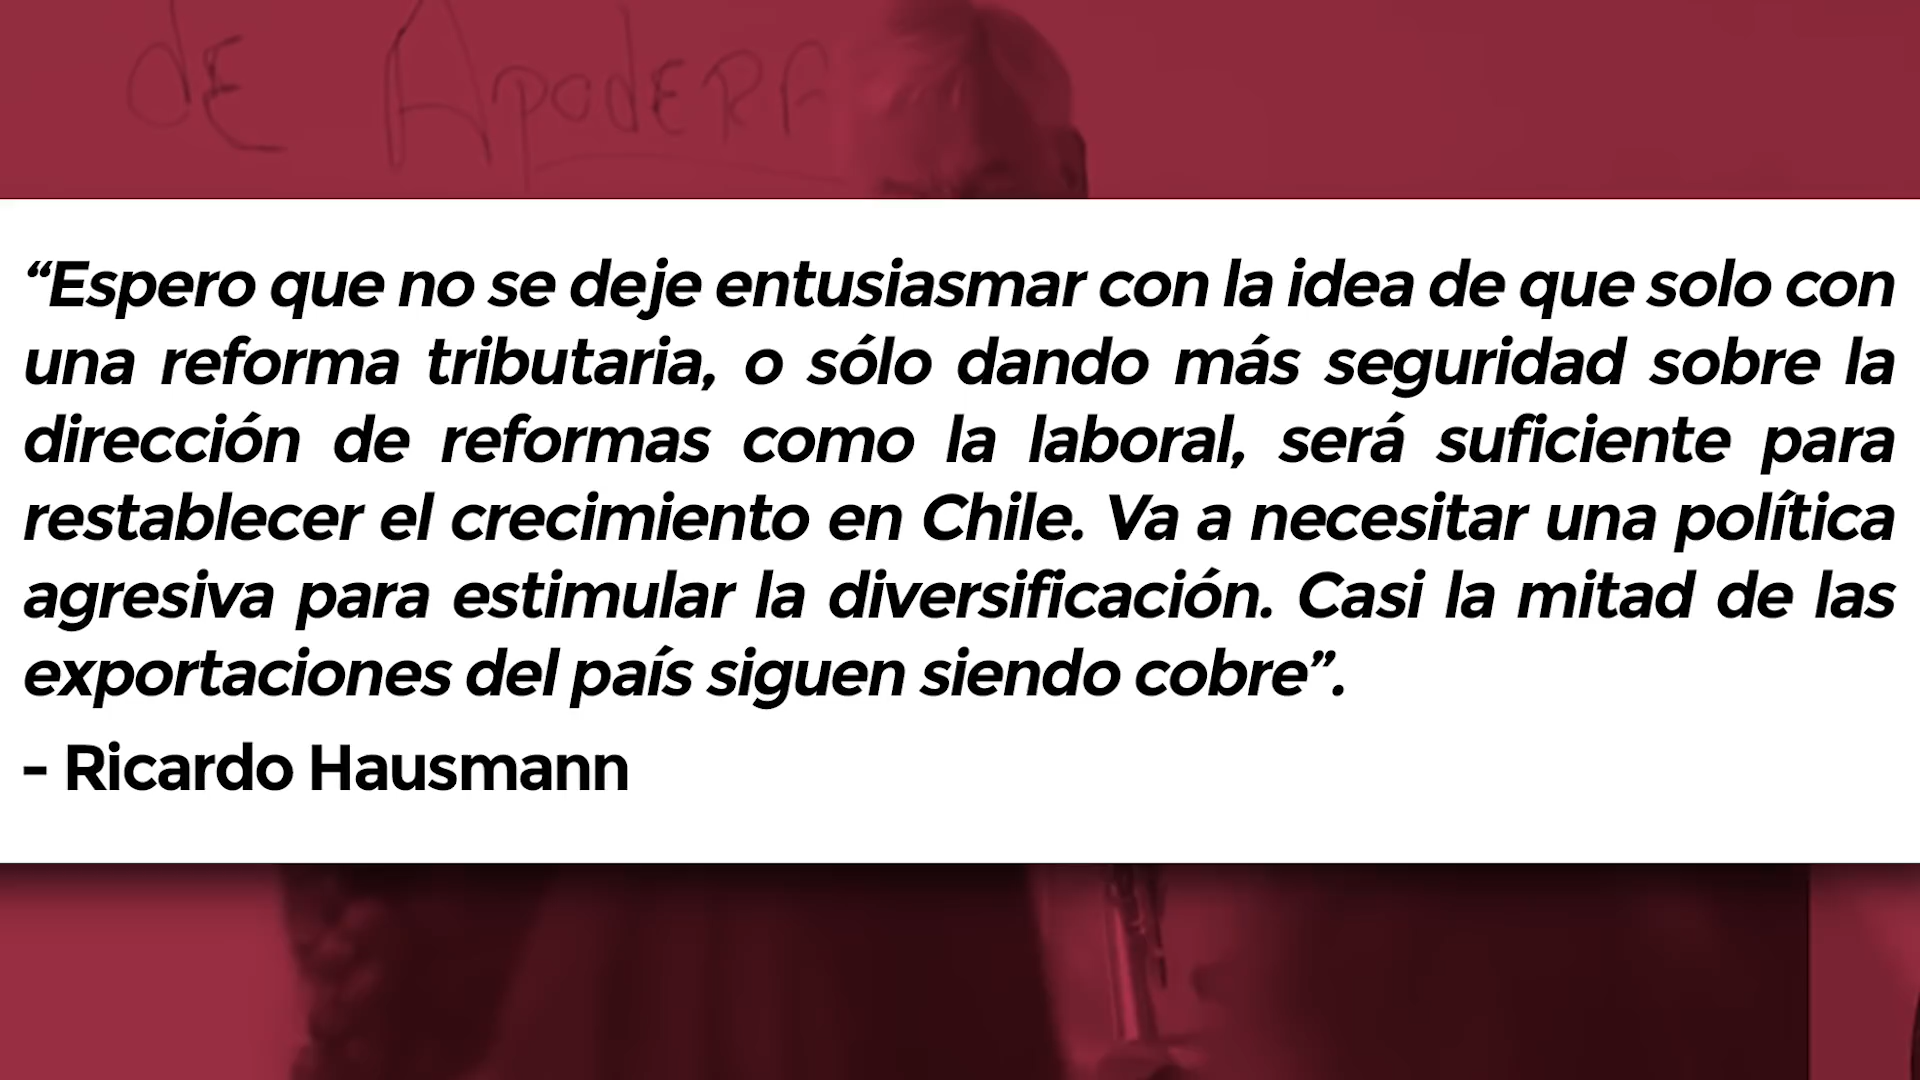 de Apodera
“Espero que no se deje entusiasmar con la idea de que solo con
una reforma tributaria, o sólo dando más seguridad sobre la
dirección de reformas como la laboral, será suficiente para
restablecer el crecimiento en Chile. Va a necesitar una política
agresiva para estimular la diversificación. Casi la mitad de las
exportaciones del país siguen siendo cobre”.
- Ricardo Hausmann